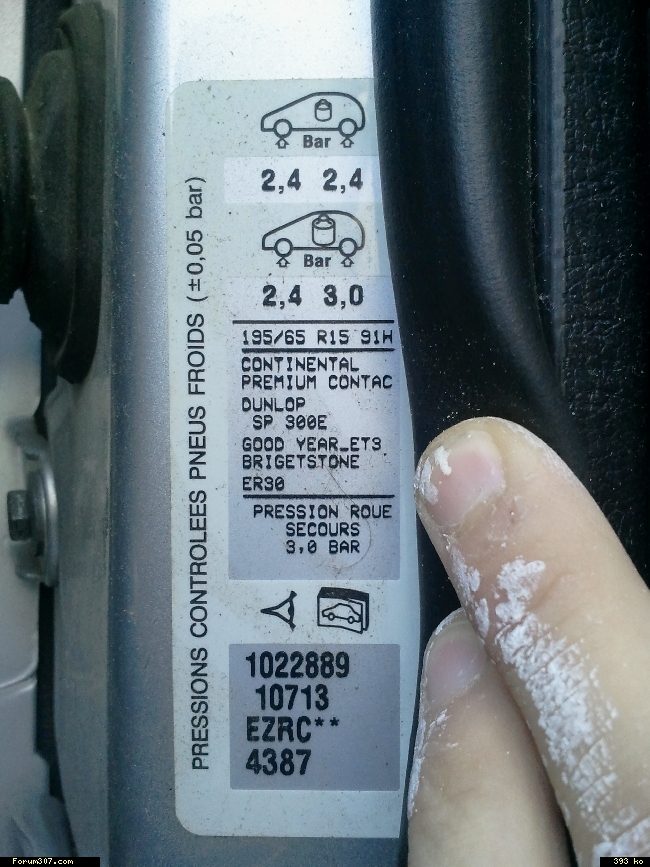 PRESSIONS CONTROLEES PNEUS FROIDS (±0,05 bar)
Bar
2,4 2,4
Bar
2,4 3,0
195/65 R15 91H
CONTINENTAL
PREMIUM CONTAC
DUNLOP
SP 300E
GOOD YEAR_ET3
BRIGETSTONE
ER30
PRESSION ROUE
SECOURS
3,0 BAR
1022889
10713
EZRC**
4387
Forum307.com
393 ko